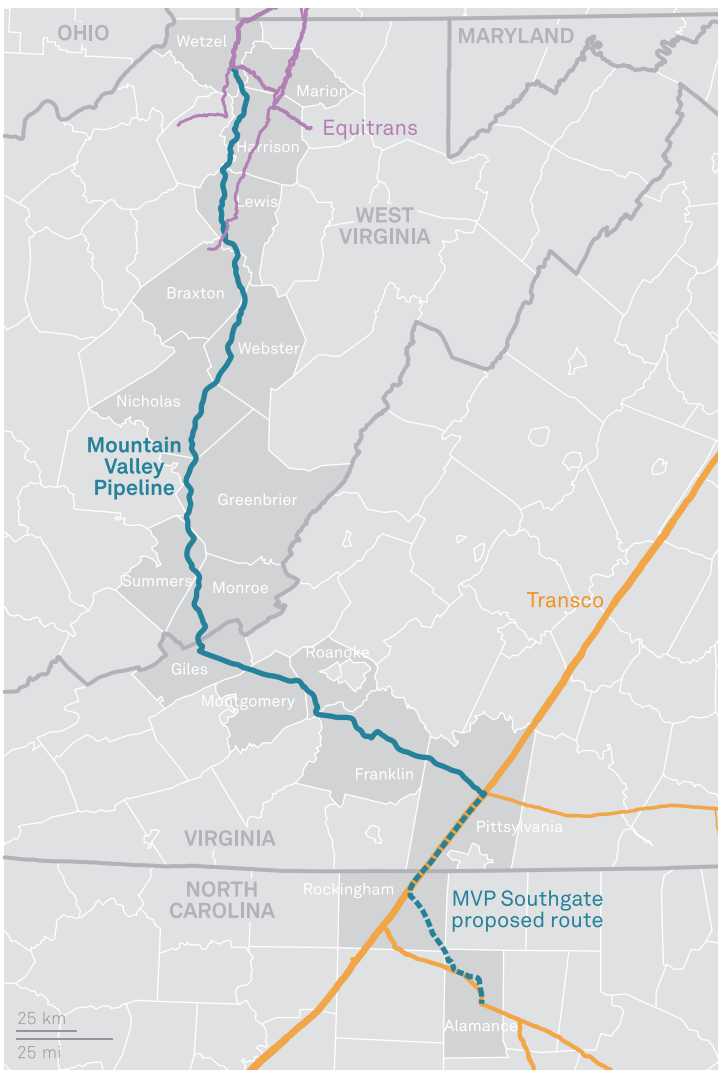 OHIO
Wetzel
MARYLAND
Marion
Equitrans
Harrison
Lewis
WEST
VIRGINIA
Braxton
Webster
Nicholas
Mountain
Valley
Pipeline
Greenbrier
Summers
Monroe
Transco
Roanoke
Giles
Montgomery
Franklin
Pittsylvania
VIRGINIA
NORTH
CAROLINA
Rockingham
MVP Southgate
proposed route
25 km
25 mi
Alamance